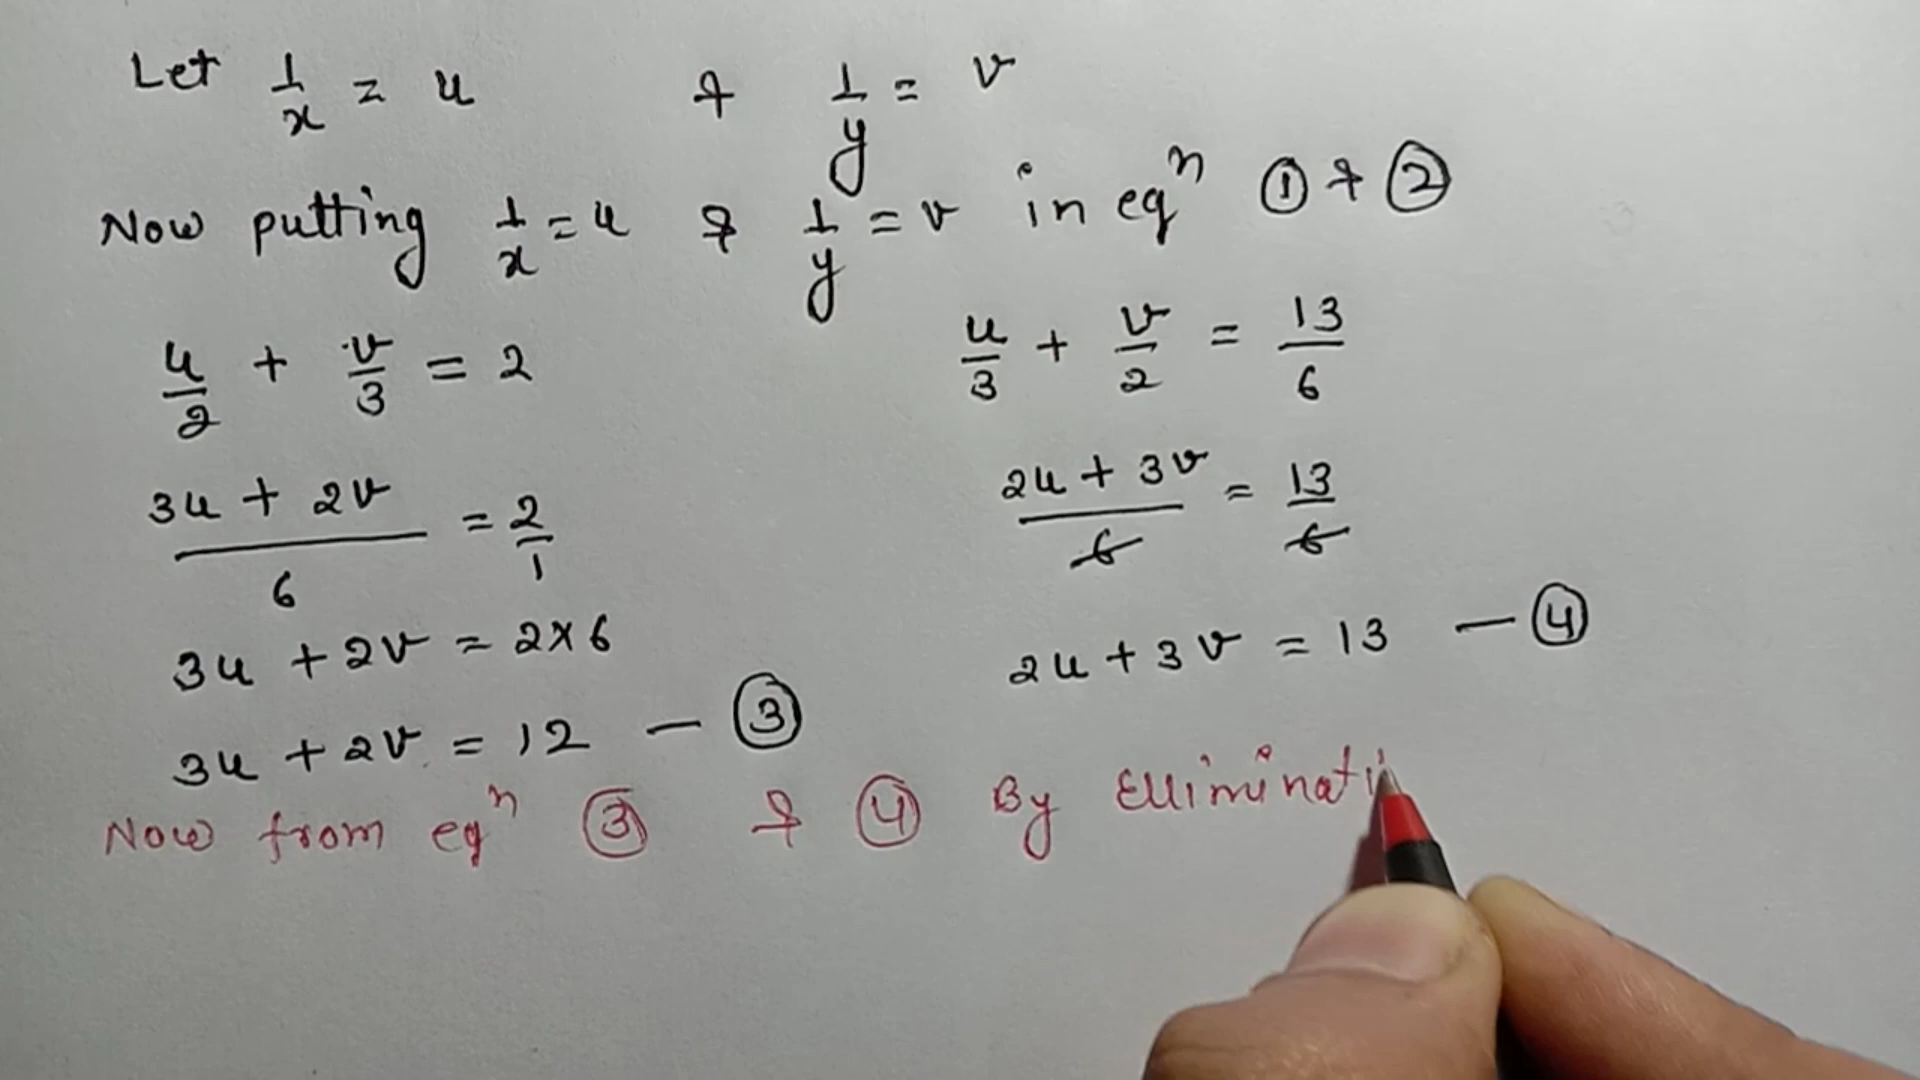 Let 1/x = u & 1/y = v
Now putting 1/x = u & 1/y = v in eqⁿ ① & ②
u/2 + v/3 = 2
u/3 + v/2 = 13/6
3u + 2v / 6 = 2/1
2u + 3v / 6 = 13/6
3u + 2v = 2×6
2u + 3v = 13 — ④
3u + 2v = 12 — ③
Now from eqⁿ ③ & ④ By Elliminati